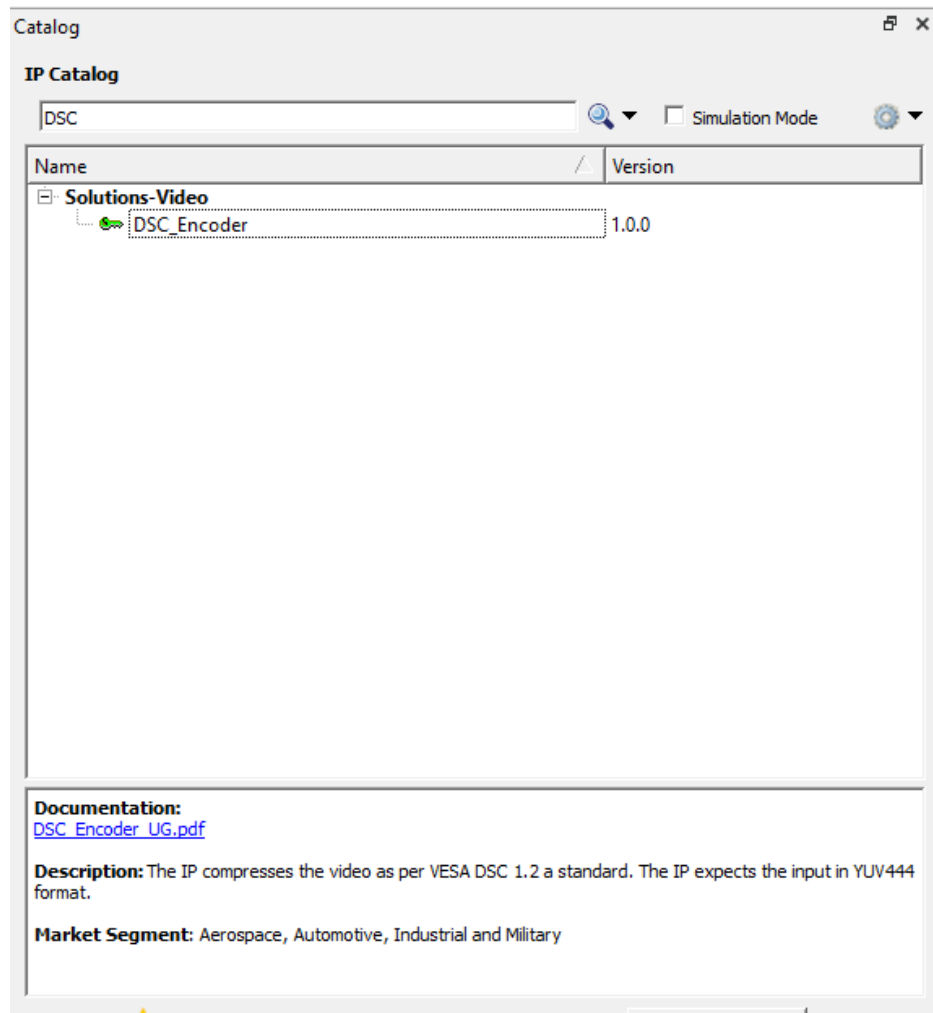 Catalog
IP Catalog
DSC
Simulation Mode
Name
Version
Solutions-Video
DSC_Encoder
1.0.0
Documentation:
DSC_Encoder_UG.pdf
Description: The IP compresses the video as per VESA DSC 1.2 a standard. The IP expects the input in YUV444
format.
Market Segment: Aerospace, Automotive, Industrial and Military